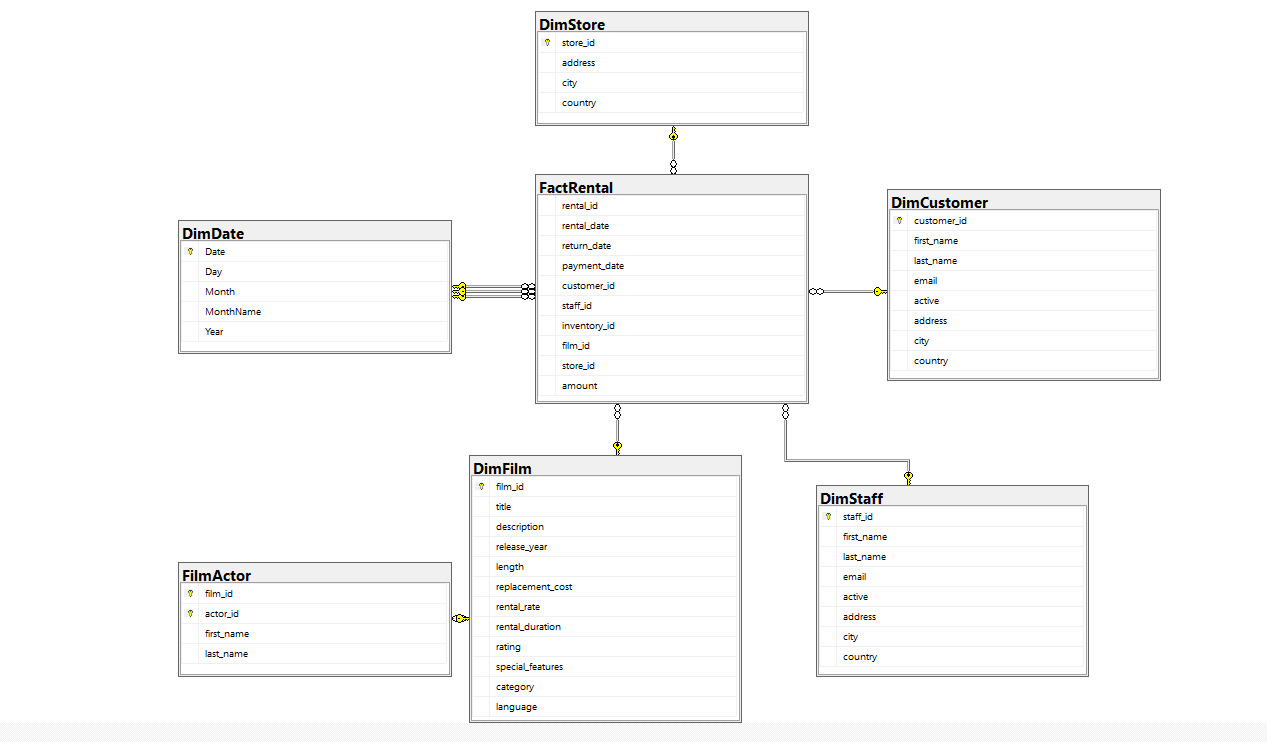 DimStore
store_id
address
city
country
FactRental
rental_id
rental_date
return_date
payment_date
customer_id
staff_id
inventory_id
film_id
store_id
amount
DimCustomer
customer_id
first_name
last_name
email
active
address
city
country
DimDate
Date
Day
Month
MonthName
Year
DimFilm
film_id
title
description
release_year
length
replacement_cost
rental_rate
rental_duration
rating
special_features
category
language
DimStaff
staff_id
first_name
last_name
email
active
address
city
country
FilmActor
film_id
actor_id
first_name
last_name